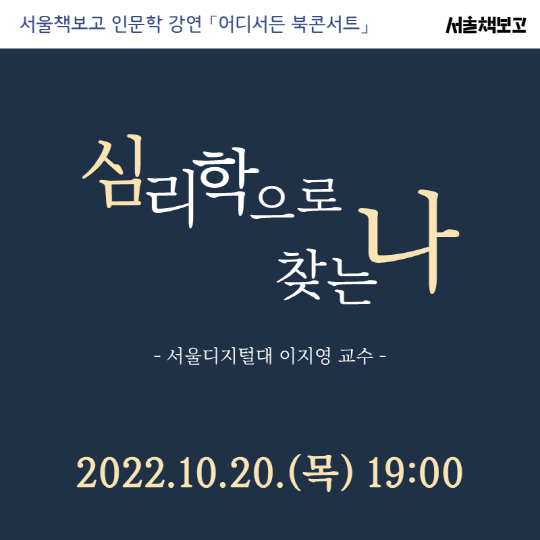 서울책보고 인문학 강연 「어디서든 북콘서트」
서울책보고
심리학으로
찾는 나
- 서울디지털대 이지영 교수 -
2022.10.20.(목) 19:00